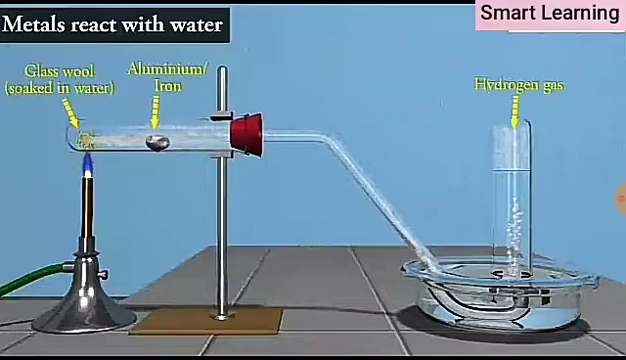 Metals react with water
Smart Learning
Glass wool
(soaked in water)
Aluminium/
Iron
Hydrogen gas